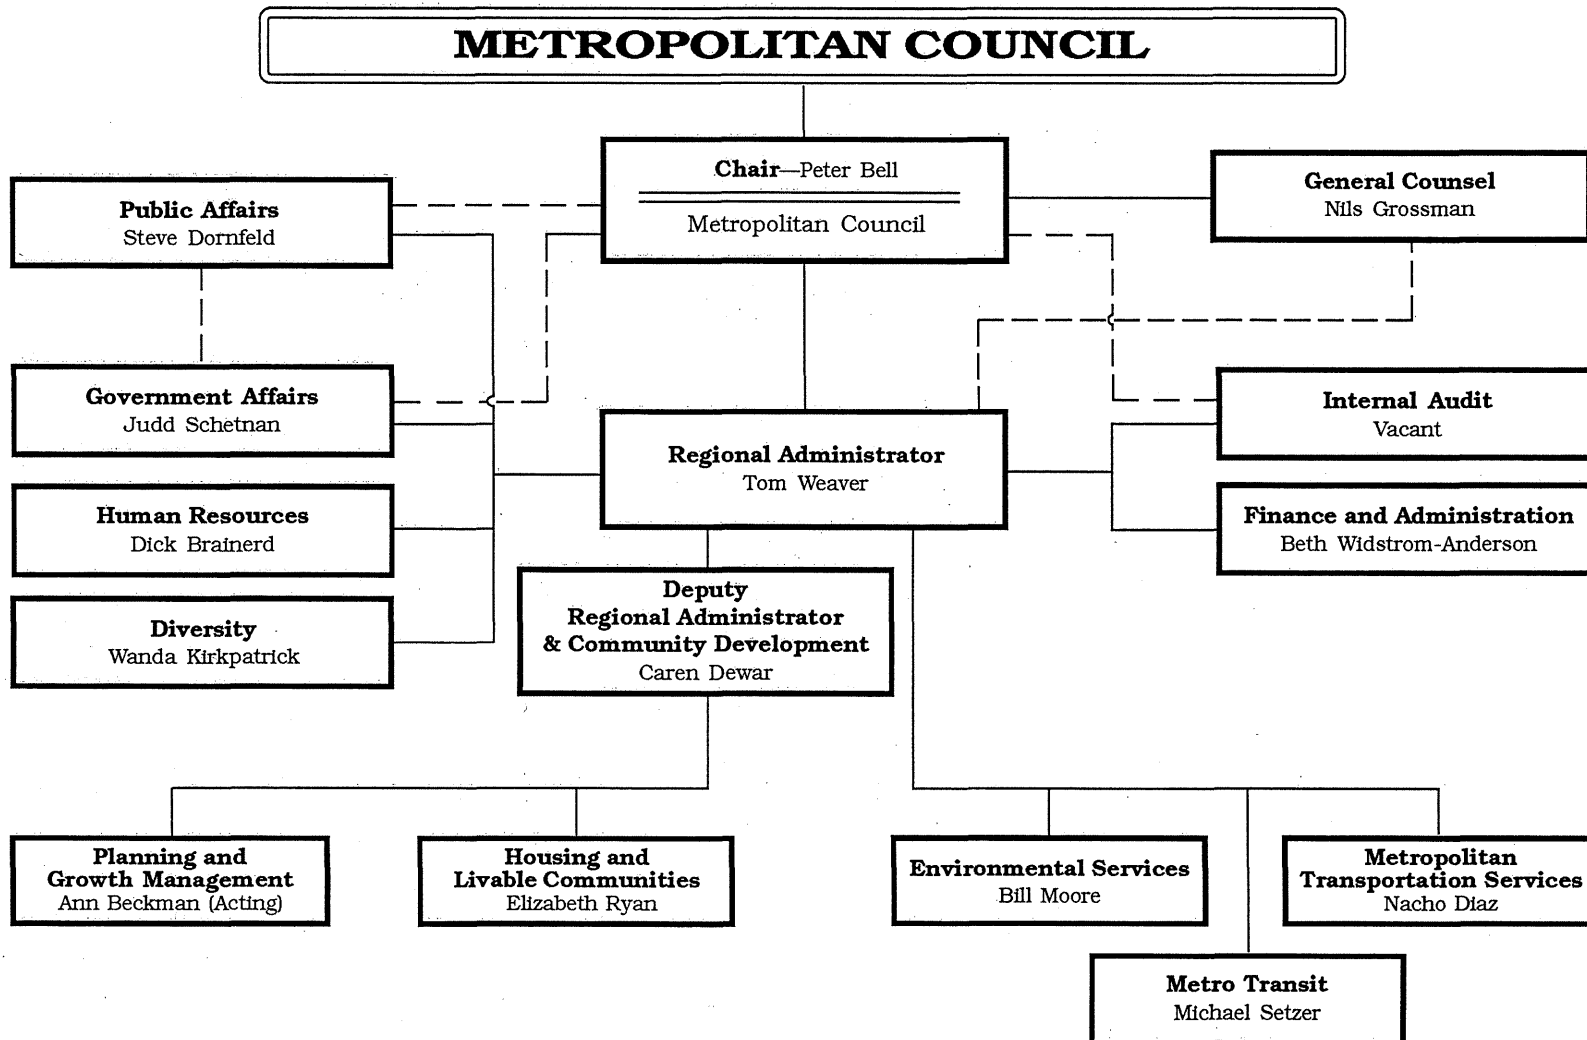 METROPOLITAN COUNCIL
Chair—Peter Bell
Metropolitan Council
General Counsel
Nils Grossman
Public Affairs
Steve Dornfeld
Government Affairs
Judd Schetnan
Internal Audit
Vacant
Regional Administrator
Tom Weaver
Human Resources
Dick Brainerd
Finance and Administration
Beth Widstrom-Anderson
Diversity
Wanda Kirkpatrick
Deputy
Regional Administrator
& Community Development
Caren Dewar
Planning and
Growth Management
Ann Beckman (Acting)
Housing and
Livable Communities
Elizabeth Ryan
Environmental Services
Bill Moore
Metropolitan
Transportation Services
Nacho Diaz
Metro Transit
Michael Setzer